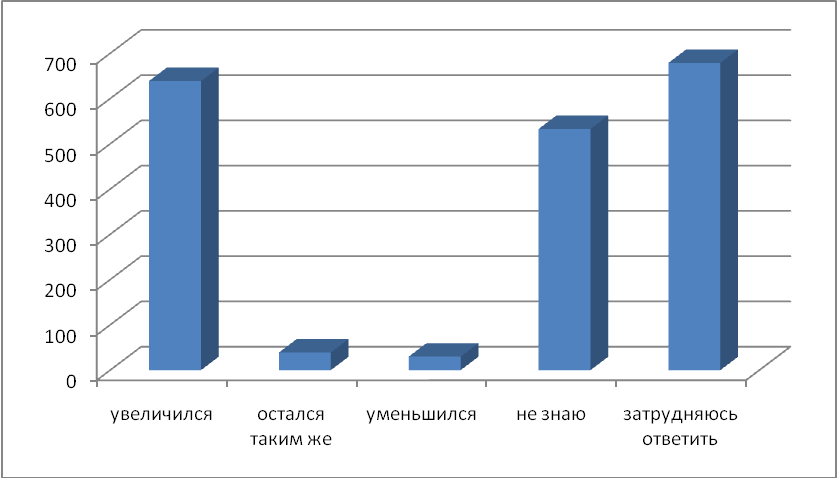 700
600
500
400
300
200
100
0
увеличился
остался
таким же
уменьшился
не знаю
затрудняюсь
ответить